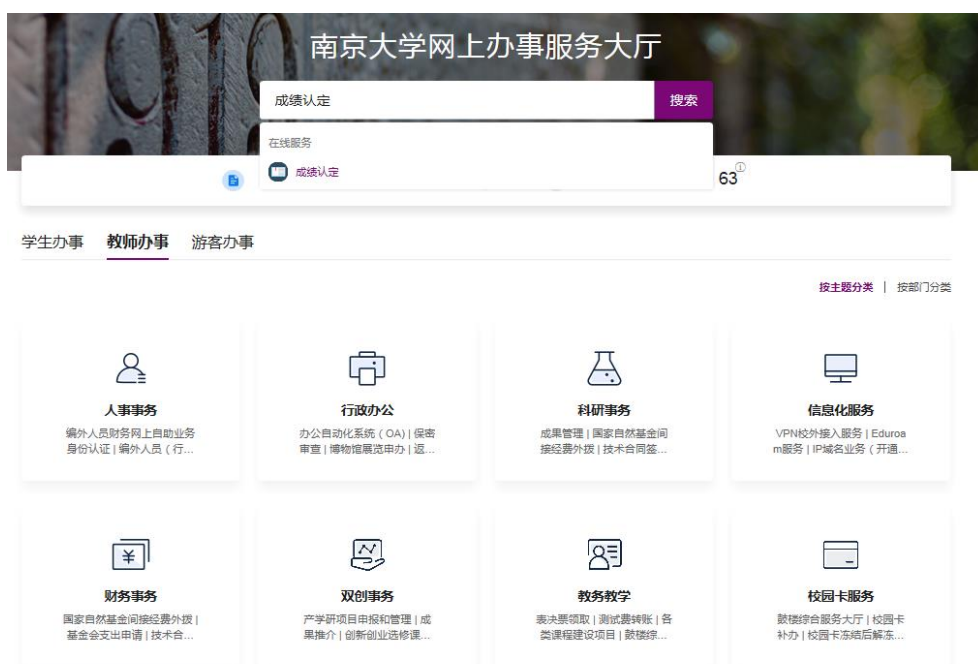 南京大学网上办事服务大厅
成绩认定
搜索
在线服务
成绩认定
63
学生办事 教师办事 游客办事
按主题分类 | 按部门分类
人事事务
编外人员财务网上自助业务
身份认证 | 编外人员（行...
行政办公
办公自动化系统（OA) | 保密
审查 | 博物馆展览申办 | 返...
科研事务
成果管理 | 国家自然基金间
接经费外拨 | 技术合同签...
信息化服务
VPN校外接入服务 | Eduroa
m服务 | IP域名业务（开通...
财务事务
国家自然基金间接经费外拨 |
基金会支出申请 | 技术合...
双创事务
产学研项目申报和管理 | 成
果推介 | 创新创业选修课...
教务教学
表决票领取 | 测试费转账 | 各
类课程建设项目 | 鼓楼综...
校园卡服务
鼓楼综合服务大厅 | 校园卡
补办 | 校园卡冻结后解冻...